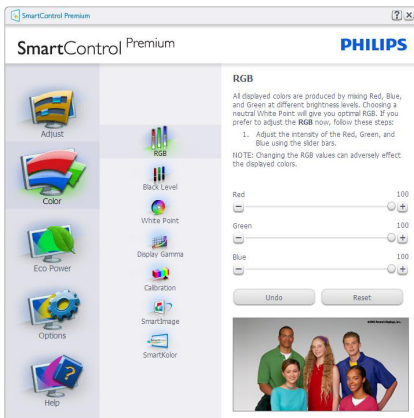 SmartControl Premium
SmartControl Premium
PHILIPS
Adjust
Color
Eco Power
Options
Help
RGB
Black Level
White Point
Display Gamma
Calibration
SmartImage
SmartKolor
RGB
All displayed colors are produced by mixing Red, Blue,
and Green at different brightness levels. Choosing a
neutral White Point will give you optimal RGB. If you
prefer to adjust the RGB now, follow these steps:
1. Adjust the intensity of the Red, Green, and
Blue using the sider bars.
NOTE: Changing the RGB values can adversely effect
the displayed colors.
Red 100
Green 100
Blue 100
Undo Reset